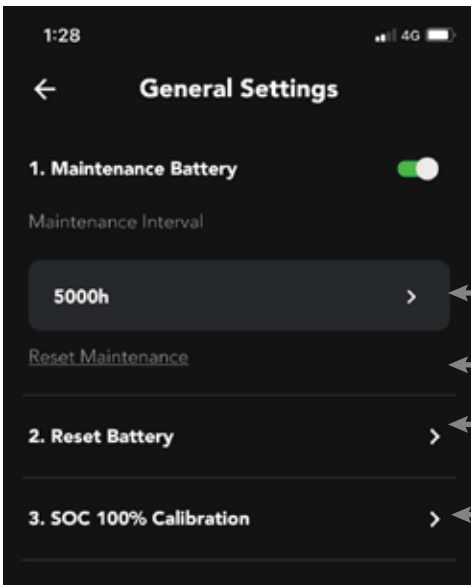 1:28
4G
General Settings
1. Maintenance Battery
Maintenance Interval
5000h
Reset Maintenance
2. Reset Battery
3. SOC 100% Calibration